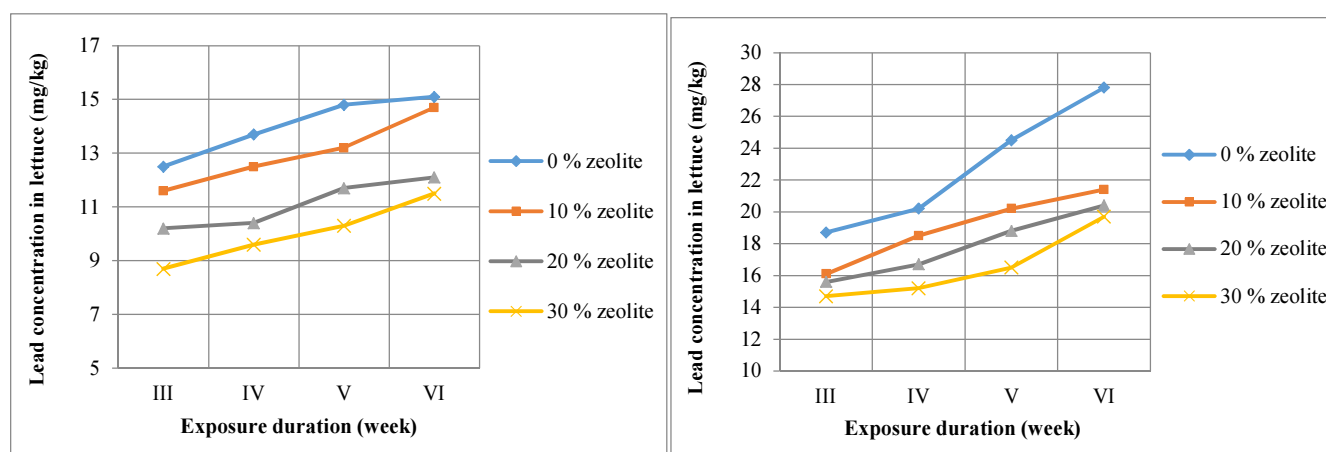 Lead concentration in lettuce (mg/kg)
17
15
13
11
9
7
5
III IV V VI
Exposure duration (week)
0 % zeolite
10 % zeolite
20 % zeolite
30 % zeolite
Lead concentration in lettuce (mg/kg)
30
28
26
24
22
20
18
16
14
12
10
III IV V VI
Exposure duration (week)
0 % zeolite
10 % zeolite
20 % zeolite
30 % zeolite